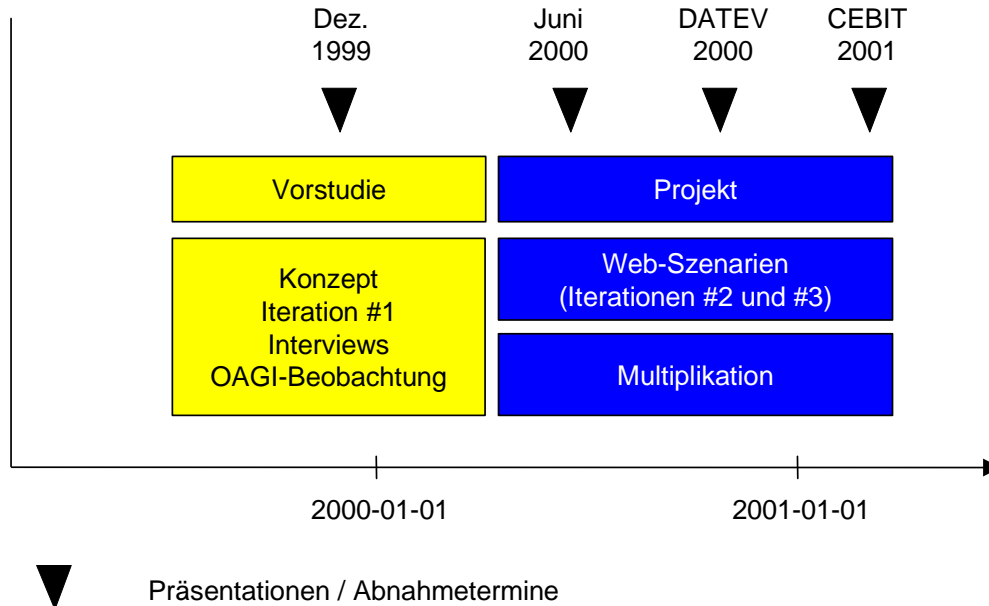 Dez.
1999
Juni
2000
DATEV
2000
CEBIT
2001
Vorstudie
Projekt
Konzept
Iteration #1
Interviews
OAGI-Beobachtung
Web-Szenarien
(Iterationen #2 und #3)
Multiplikation
2000-01-01
2001-01-01
Präsentationen / Abnahmetermine